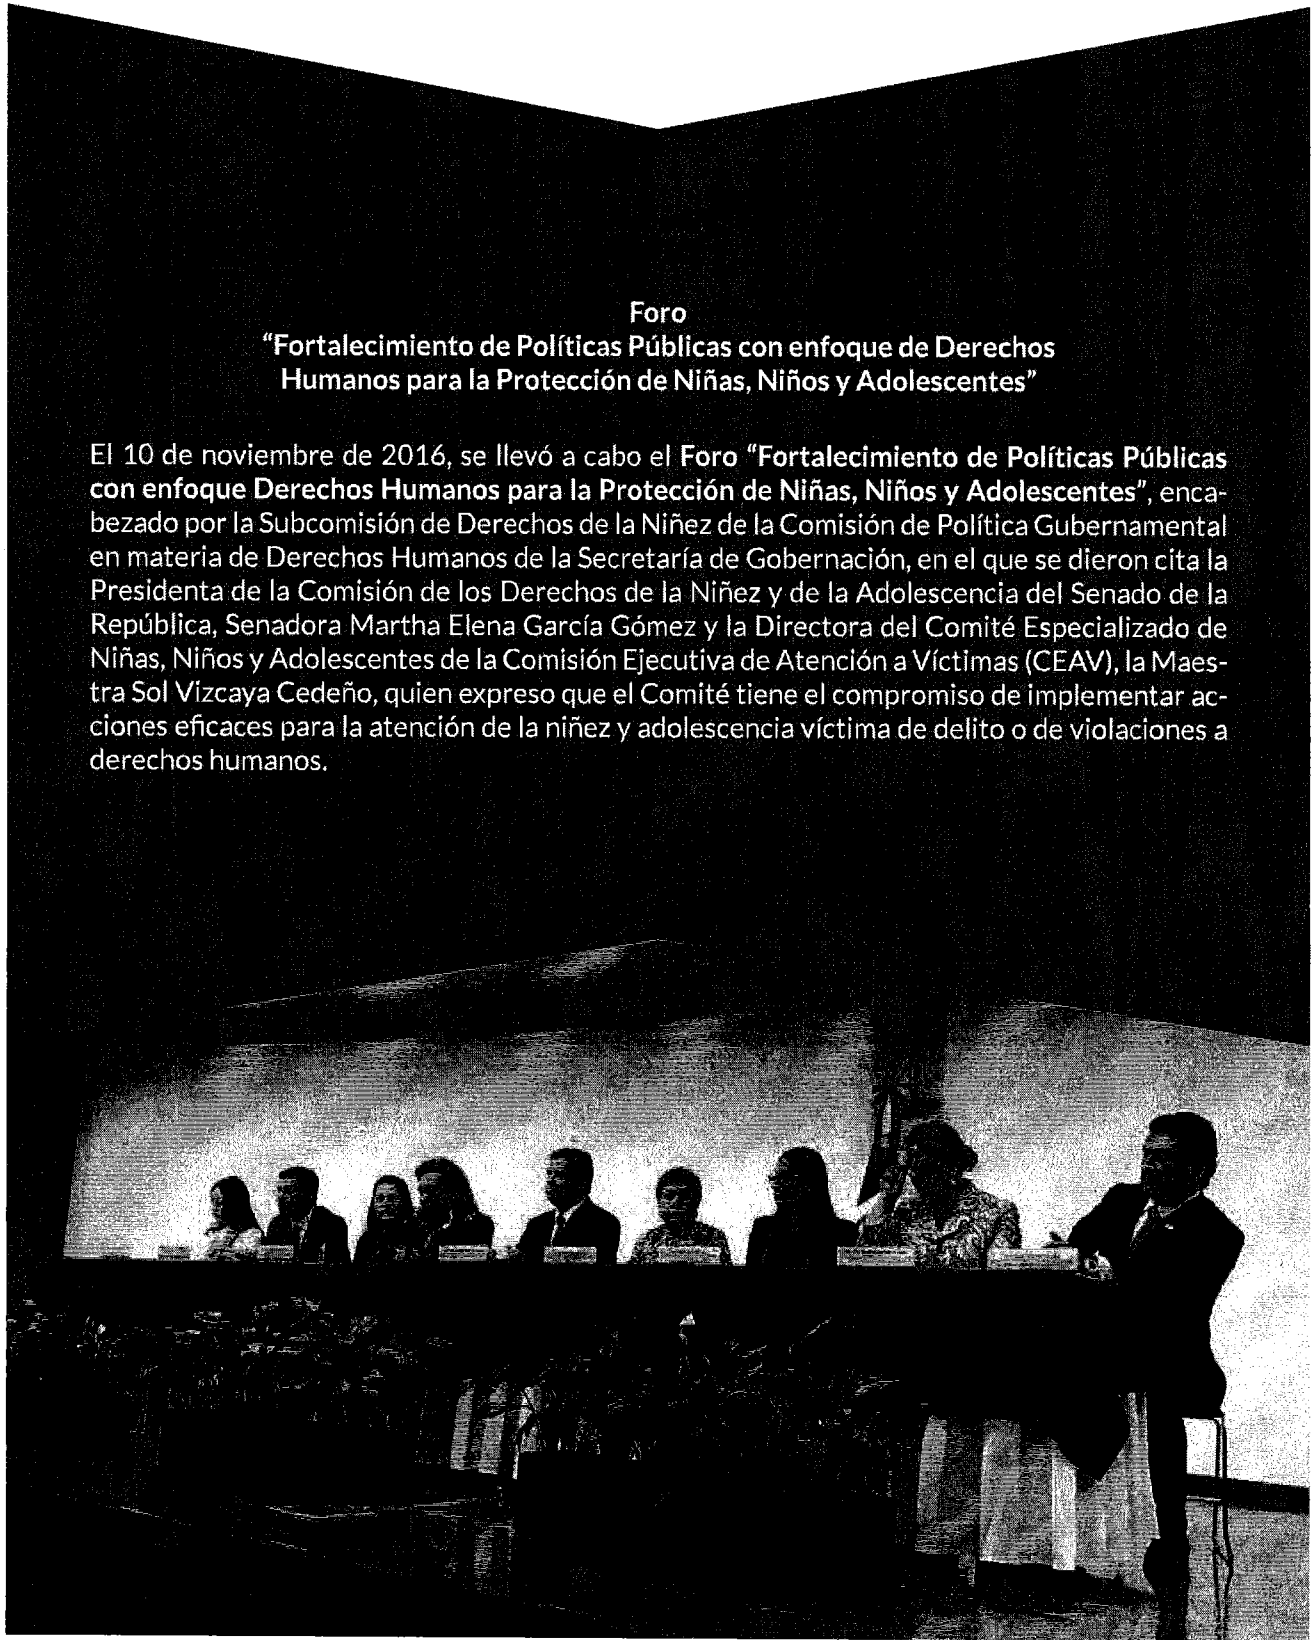 Foro
“Fortalecimiento de Políticas Públicas con enfoque de Derechos
Humanos para la Protección de Niñas, Niños y Adolescentes”
El 10 de noviembre de 2016, se llevó a cabo el Foro “Fortalecimiento de Políticas Públicas
con enfoque Derechos Humanos para la Protección de Niñas, Niños y Adolescentes”, enca-
bezado por la Subcomisión de Derechos de la Niñez de la Comisión de Política Gubernamental
en materia de Derechos Humanos de la Secretaría de Gobernación, en el que se dieron cita la
Presidenta de la Comisión de los Derechos de la Niñez y de la Adolescencia del Senado de la
República, Senadora Martha Elena García Gómez y la Directora del Comité Especializado de
Niñas, Niños y Adolescentes de la Comisión Ejecutiva de Atención a Víctimas (CEAV), la Maes-
tra Sol Vizcaya Cedeño, quien expreso que el Comité tiene el compromiso de implementar ac-
ciones eficaces para la atención de la niñez y adolescencia víctima de delito o de violaciones a
derechos humanos.